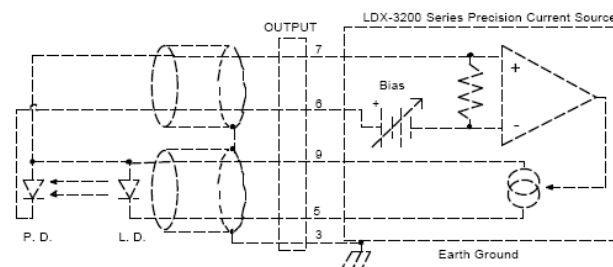 LDX-3200 Series Precision Current Source
OUTPUT
7
+
Bias
+
6
-
9
5
P. D.
L. D.
3
Earth Ground